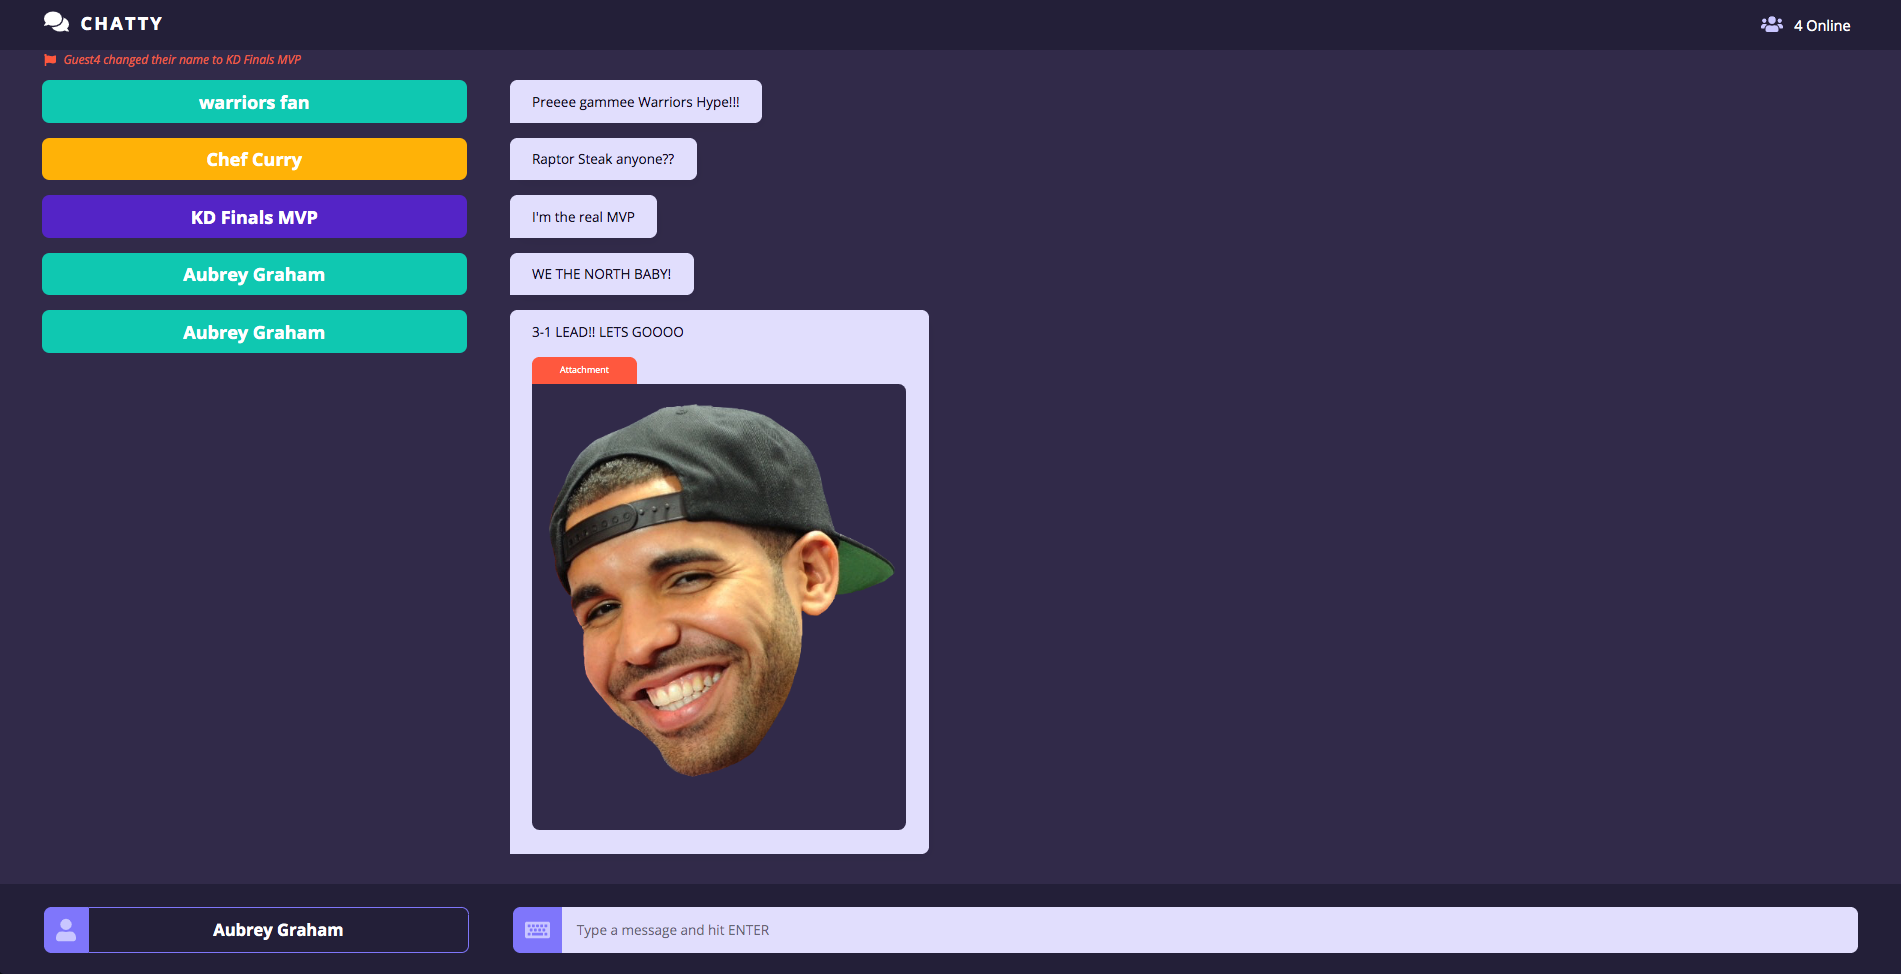 CHATTY
4 Online
Guest4 changed their name to KD Finals MVP
warriors fan
Preeee gammee Warriors Hype!!!
Chef Curry
Raptor Steak anyone??
KD Finals MVP
I'm the real MVP
Aubrey Graham
WE THE NORTH BABY!
Aubrey Graham
3-1 LEAD!! LETS GOOOO
Attachment
Aubrey Graham
Type a message and hit ENTER